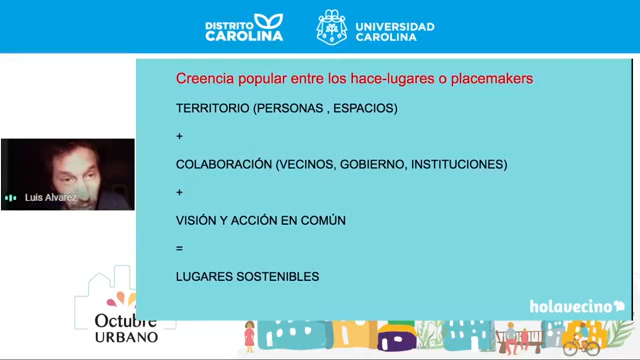 DISTRITO
CAROLINA
UNIVERSIDAD
CAROLINA
Creencia popular entre los hace-lugares o placemakers
TERRITORIO (PERSONAS , ESPACIOS)
+
COLABORACIÓN (VECINOS, GOBIERNO, INSTITUCIONES)
+
VISIÓN Y ACCIÓN EN COMÚN
=
LUGARES SOSTENIBLES
Luis Alvarez
holavecino
Octubre
URBANO